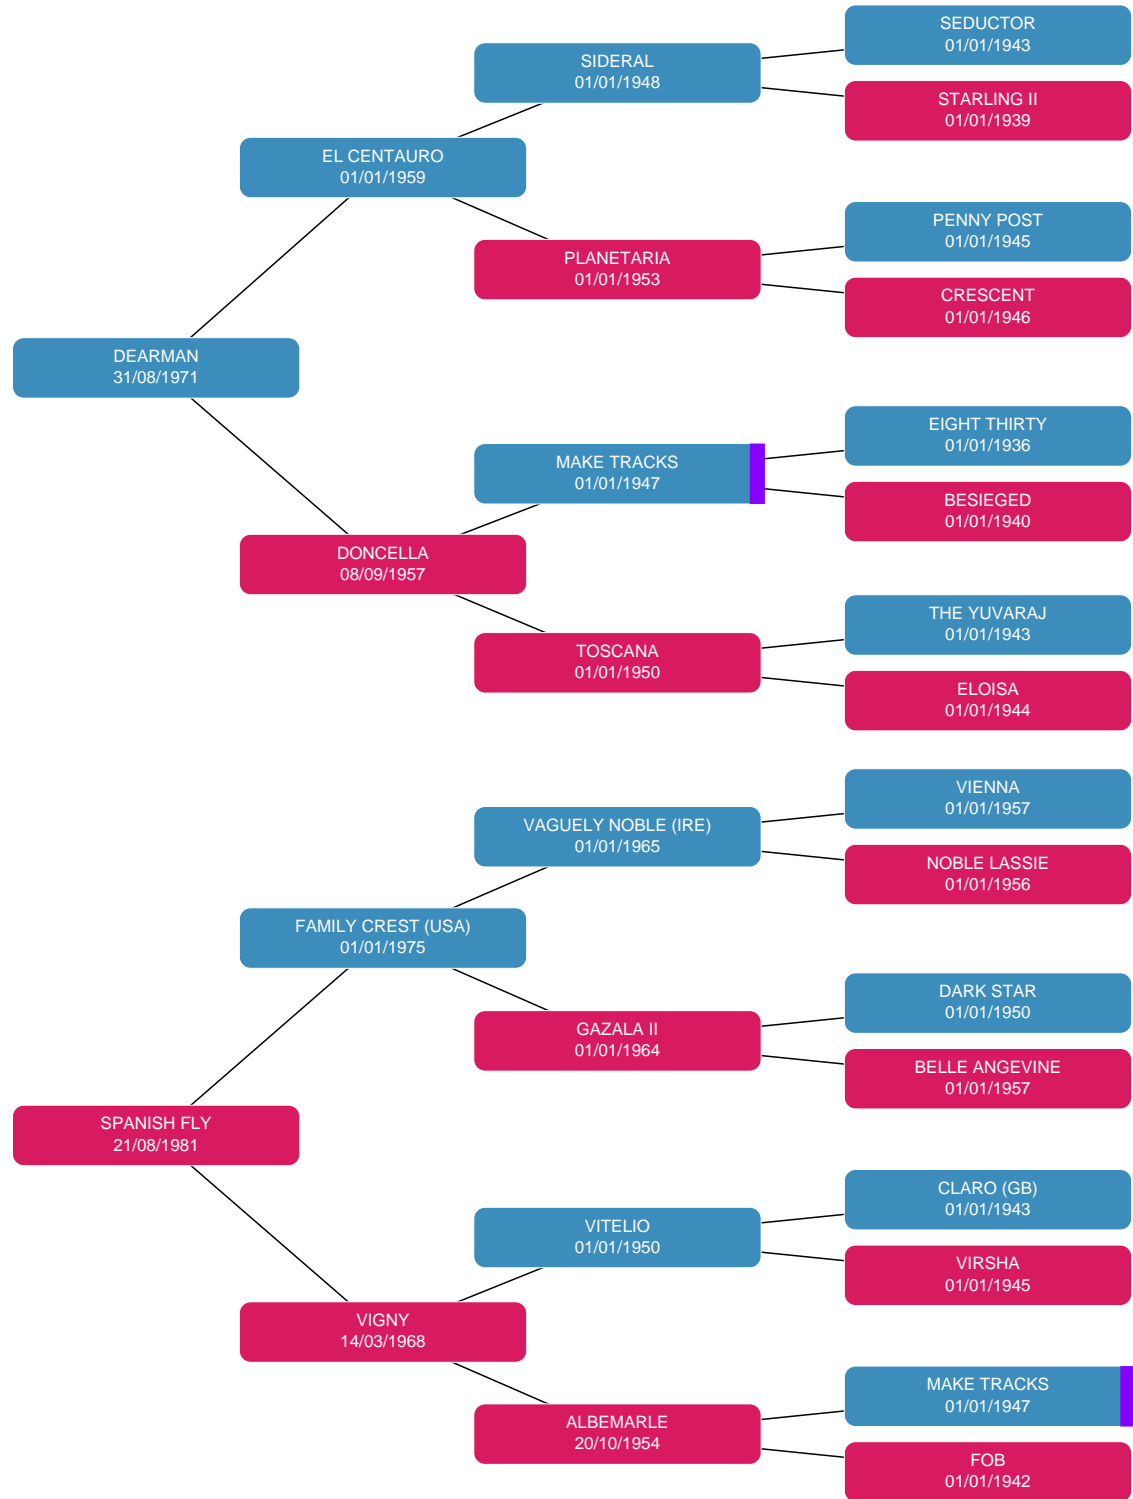 SEDUCTOR
01/01/1943
SIDERAL
01/01/1948
STARLING II
01/01/1939
EL CENTAURO
01/01/1959
PENNY POST
01/01/1945
PLANETARIA
01/01/1953
CRESCENT
01/01/1946
DEARMAN
31/08/1971
EIGHT THIRTY
01/01/1936
MAKE TRACKS
01/01/1947
BESIEGED
01/01/1940
DONCELLA
08/09/1957
THE YUVARAJ
01/01/1943
TOSCANA
01/01/1950
ELOISA
01/01/1944
VIENNA
01/01/1957
VAGUELY NOBLE (IRE)
01/01/1965
NOBLE LASSIE
01/01/1956
FAMILY CREST (USA)
01/01/1975
DARK STAR
01/01/1950
GAZALA II
01/01/1964
BELLE ANGEVINE
01/01/1957
SPANISH FLY
21/08/1981
CLARO (GB)
01/01/1943
VITELIO
01/01/1950
VIRSHA
01/01/1945
VIGNY
14/03/1968
MAKE TRACKS
01/01/1947
ALBEMARLE
20/10/1954
FOB
01/01/1942